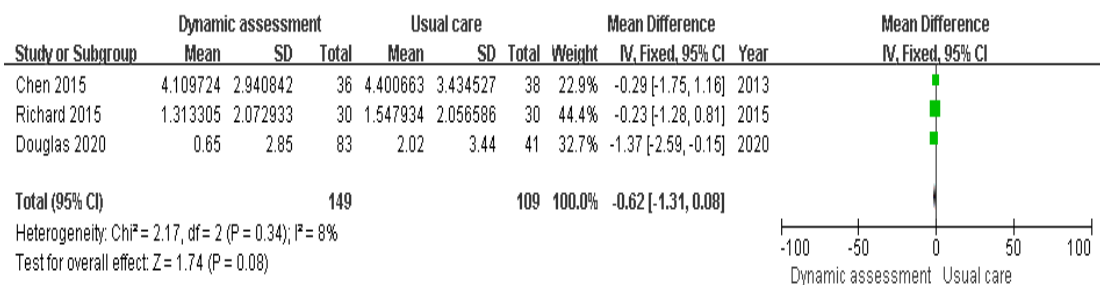 Dynamic assessment Usual care Mean Difference Mean Difference
Study or Subgroup Mean SD Total Mean SD Total Weight IV, Fixed, 95% CI Year IV, Fixed, 95% CI
Chen 2015 4.109724 2.940842 36 4.400663 3.434527 38 22.9% -0.29 [-1.75, 1.16] 2013
Richard 2015 1.313305 2.072933 30 1.547934 2.056586 30 44.4% -0.23 [-1.28, 0.81] 2015
Douglas 2020 0.65 2.85 83 2.02 3.44 41 32.7% -1.37 [-2.59, -0.15] 2020
Total (95% CI) 149 109 100.0% -0.62 [-1.31, 0.08]
Heterogeneity: Chi² = 2.17, df = 2 (P = 0.34); I² = 8%
Test for overall effect: Z = 1.74 (P = 0.08)
-100 -50 0 50 100
Dynamic assessment Usual care